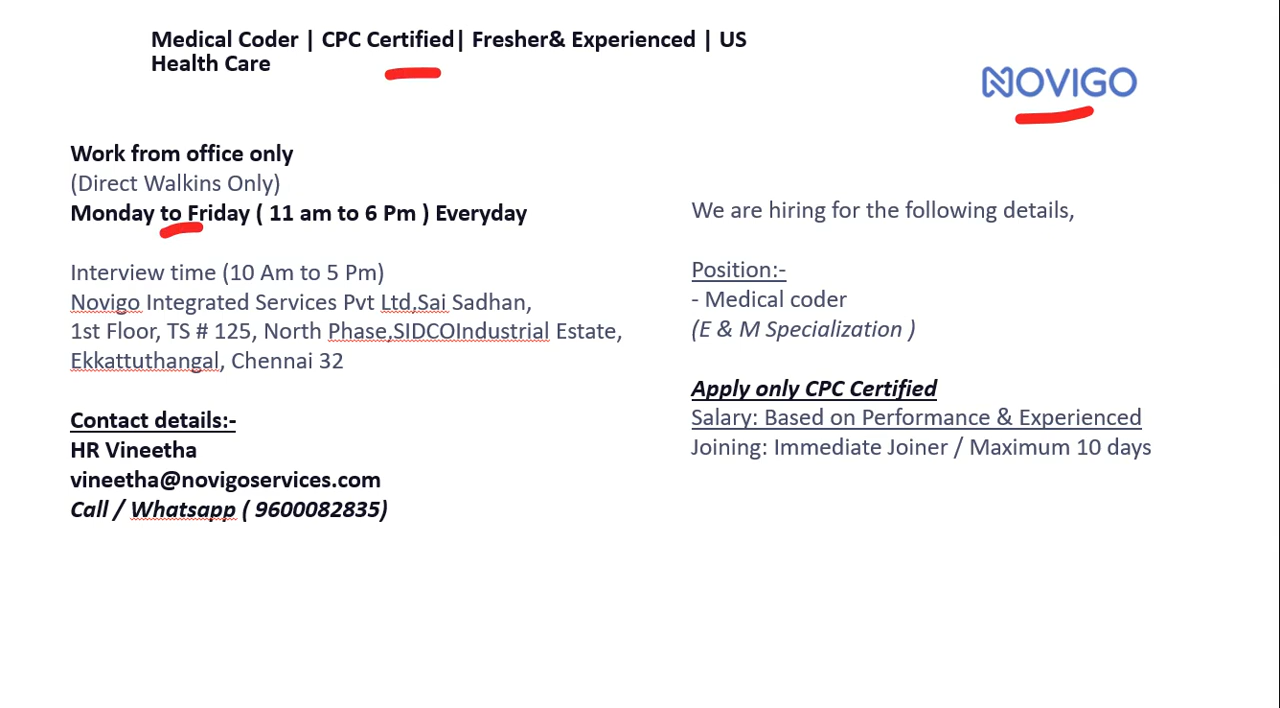 Medical Coder | CPC Certified| Fresher& Experienced | US
Health Care
NOVIGO
Work from office only
(Direct Walkins Only)
Monday to Friday ( 11 am to 6 Pm ) Everyday
Interview time (10 Am to 5 Pm)
Novigo Integrated Services Pvt Ltd,Sai Sadhan,
1st Floor, TS # 125, North Phase,SIDCOIndustrial Estate,
Ekkattuthangal, Chennai 32
Contact details:-
HR Vineetha
vineetha@novigoservices.com
Call / Whatsapp ( 9600082835)
We are hiring for the following details,
Position:-
- Medical coder
(E & M Specialization )
Apply only CPC Certified
Salary: Based on Performance & Experienced
Joining: Immediate Joiner / Maximum 10 days